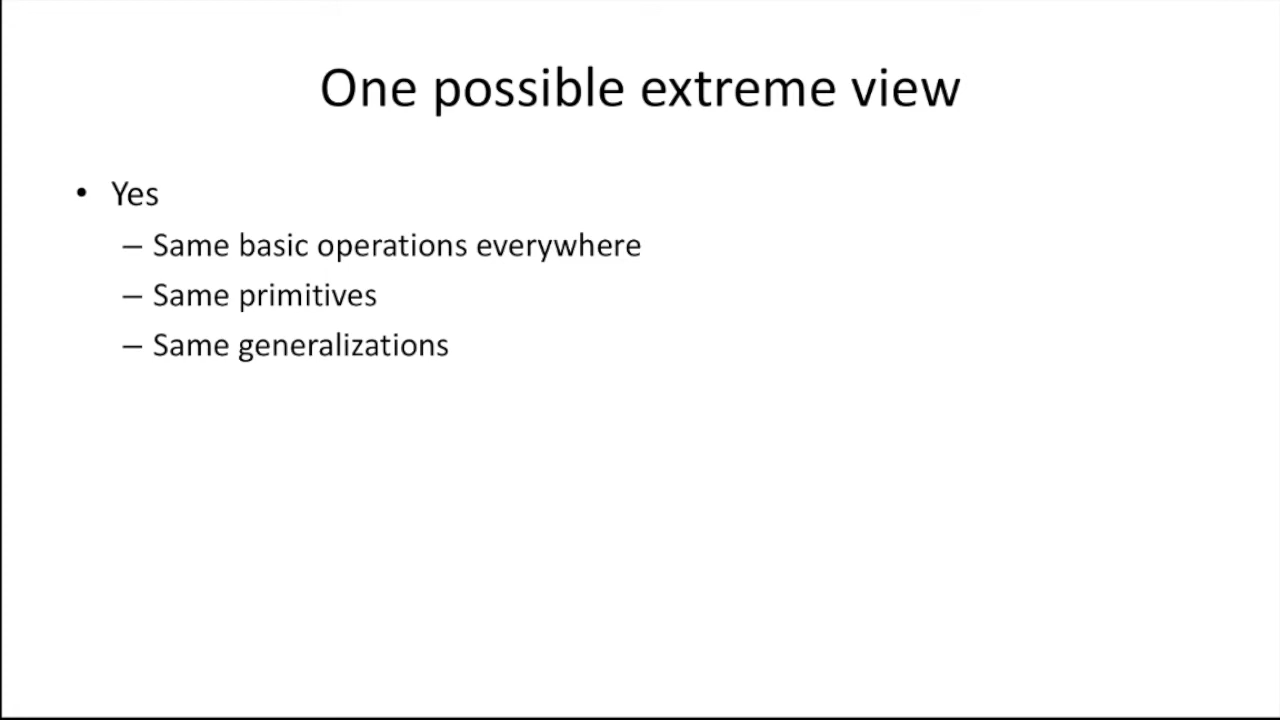 One possible extreme view
• Yes
– Same basic operations everywhere
– Same primitives
– Same generalizations